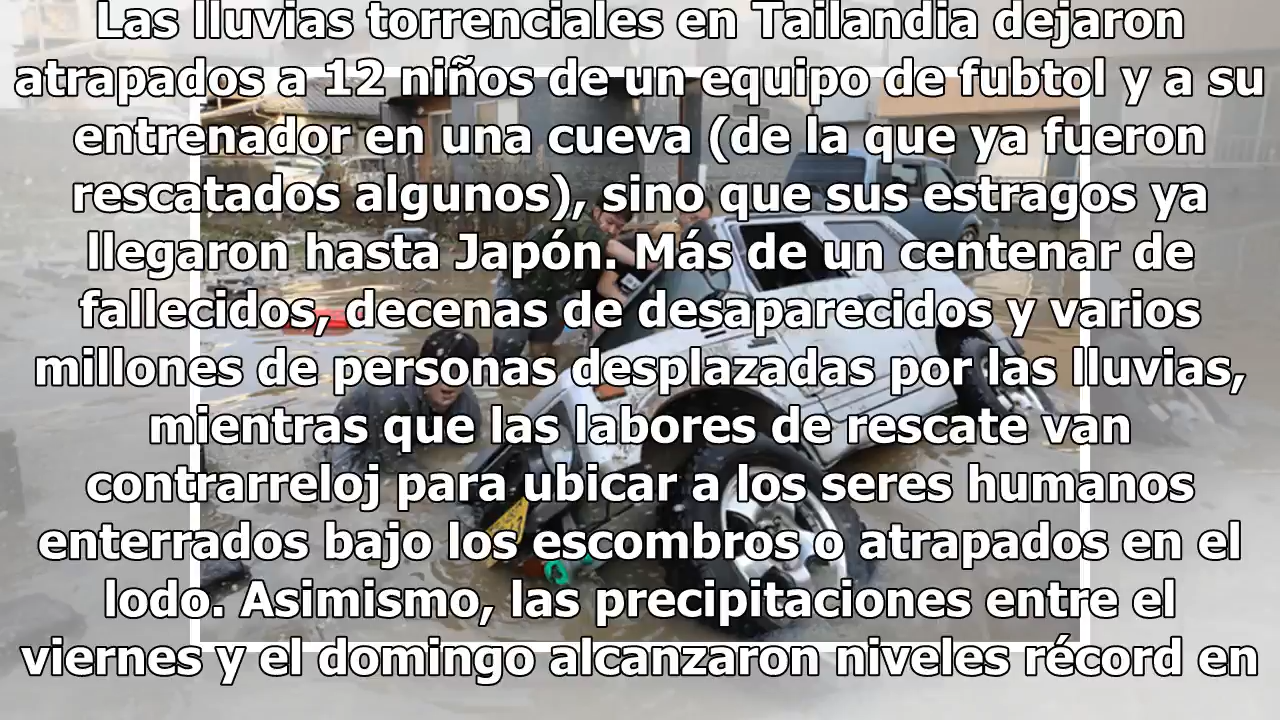 Las lluvias torrenciales en Tailandia dejaron
atrapados a 12 niños de un equipo de fubtol y a su
entrenador en una cueva (de la que ya fueron
rescatados algunos), sino que sus estragos ya
llegaron hasta Japón. Más de un centenar de
fallecidos, decenas de desaparecidos y varios
millones de personas desplazadas por las lluvias,
mientras que las labores de rescate van
contrarreloj para ubicar a los seres humanos
enterrados bajo los escombros o atrapados en el
lodo. Asimismo, las precipitaciones entre el
viernes y el domingo alcanzaron niveles récord en